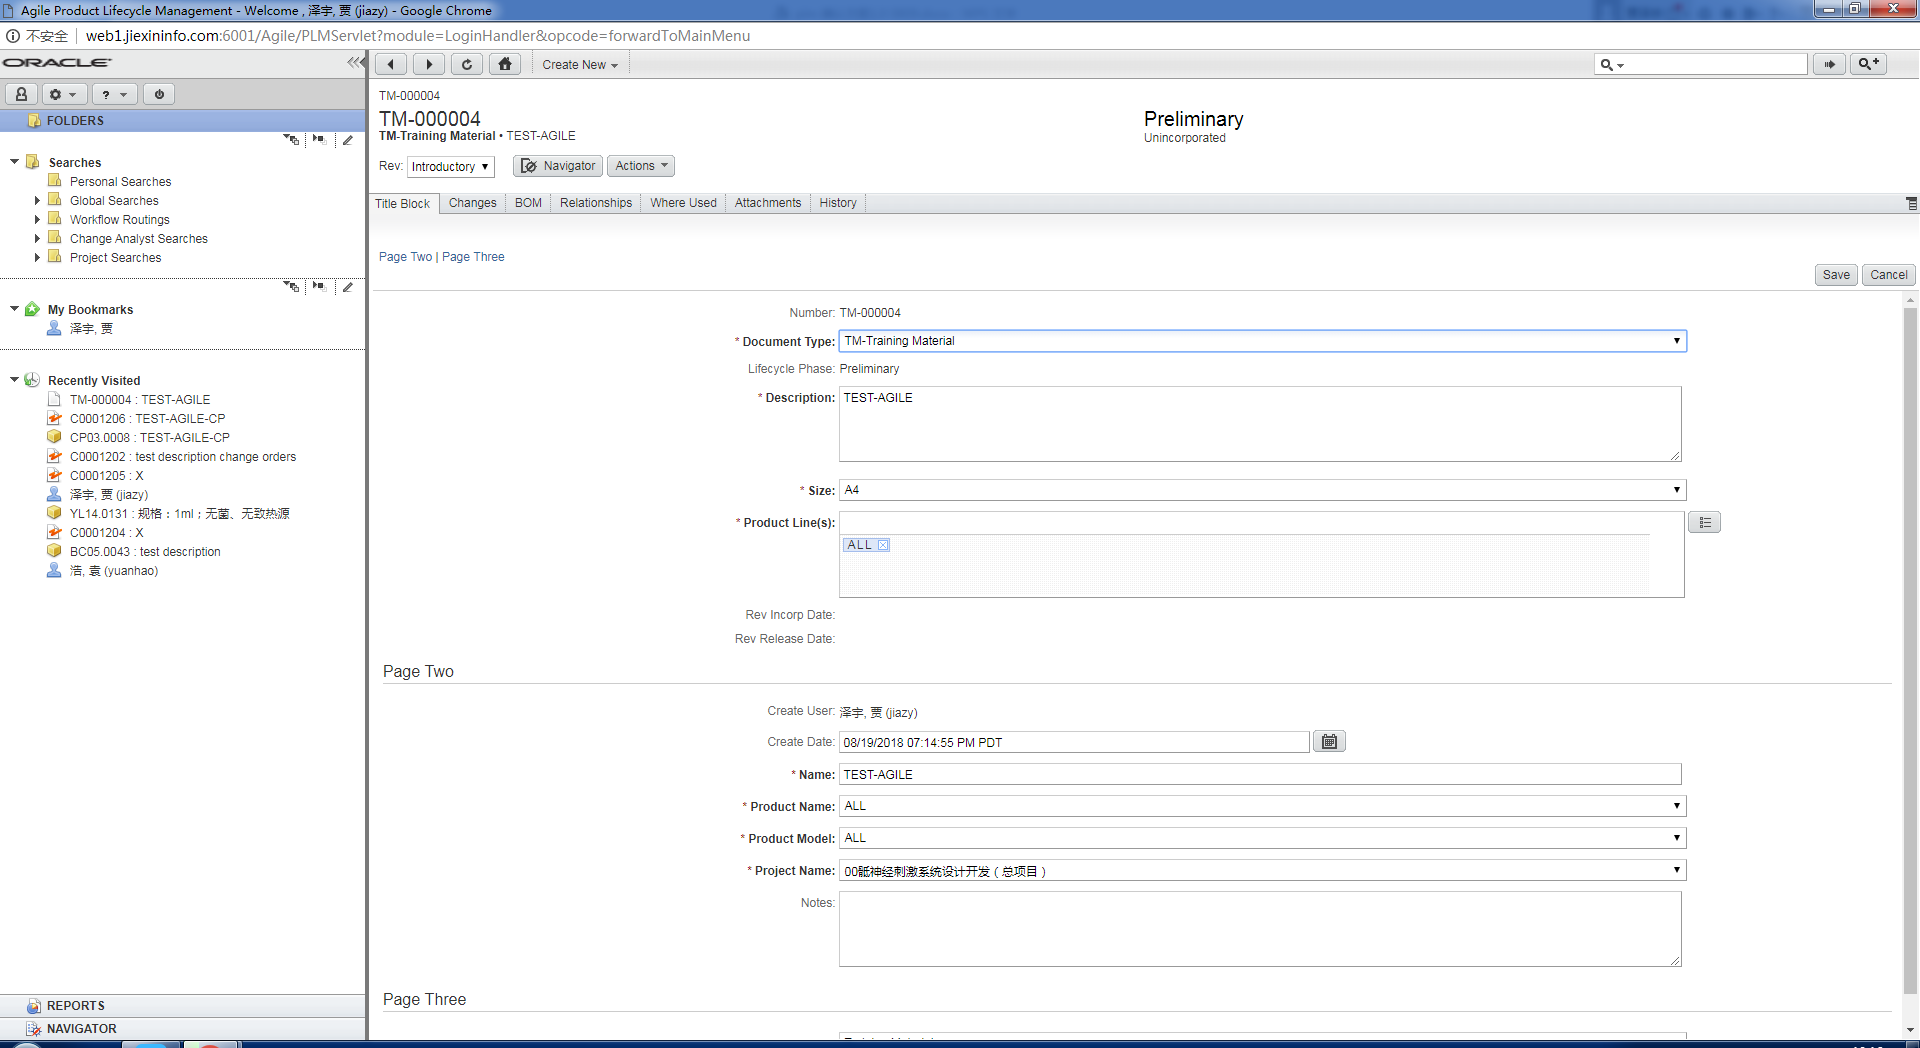 Agile Product Lifecycle Management - Welcome , 泽宇, 贾 (jiazy) - Google Chrome
不安全 web1.jiexininfo.com:6001/Agile/PLMServlet?module=LoginHandler&opcode=forwardToMainMenu
ORACLE
Create New
TM-000004
TM-000004
Preliminary
TM-Training Material • TEST-AGILE
Unincorporated
Rev: Introductory Navigator Actions
Title Block Changes BOM Relationships Where Used Attachments History
Page Two | Page Three
Save Cancel
FOLDERS
Searches
Personal Searches
Global Searches
Workflow Routings
Change Analyst Searches
Project Searches
My Bookmarks
泽宇, 贾
Recently Visited
TM-000004 : TEST-AGILE
C0001206 : TEST-AGILE-CP
CP03.0008 : TEST-AGILE-CP
C0001202 : test description change orders
C0001205 : X
泽宇, 贾 (jiazy)
YL14.0131 : 规格：1ml；无菌、无致热源
C0001204 : X
BC05.0043 : test description
浩, 袁 (yuanhao)
REPORTS
NAVIGATOR
Number: TM-000004
* Document Type: TM-Training Material
Lifecycle Phase: Preliminary
* Description: TEST-AGILE
* Size: A4
* Product Line(s):
ALL
Rev Incorp Date:
Rev Release Date:
Page Two
Create User: 泽宇, 贾 (jiazy)
Create Date: 08/19/2018 07:14:55 PM PDT
* Name: TEST-AGILE
* Product Name: ALL
* Product Model: ALL
* Project Name: 00骶神经刺激系统设计开发（总项目）
Notes:
Page Three